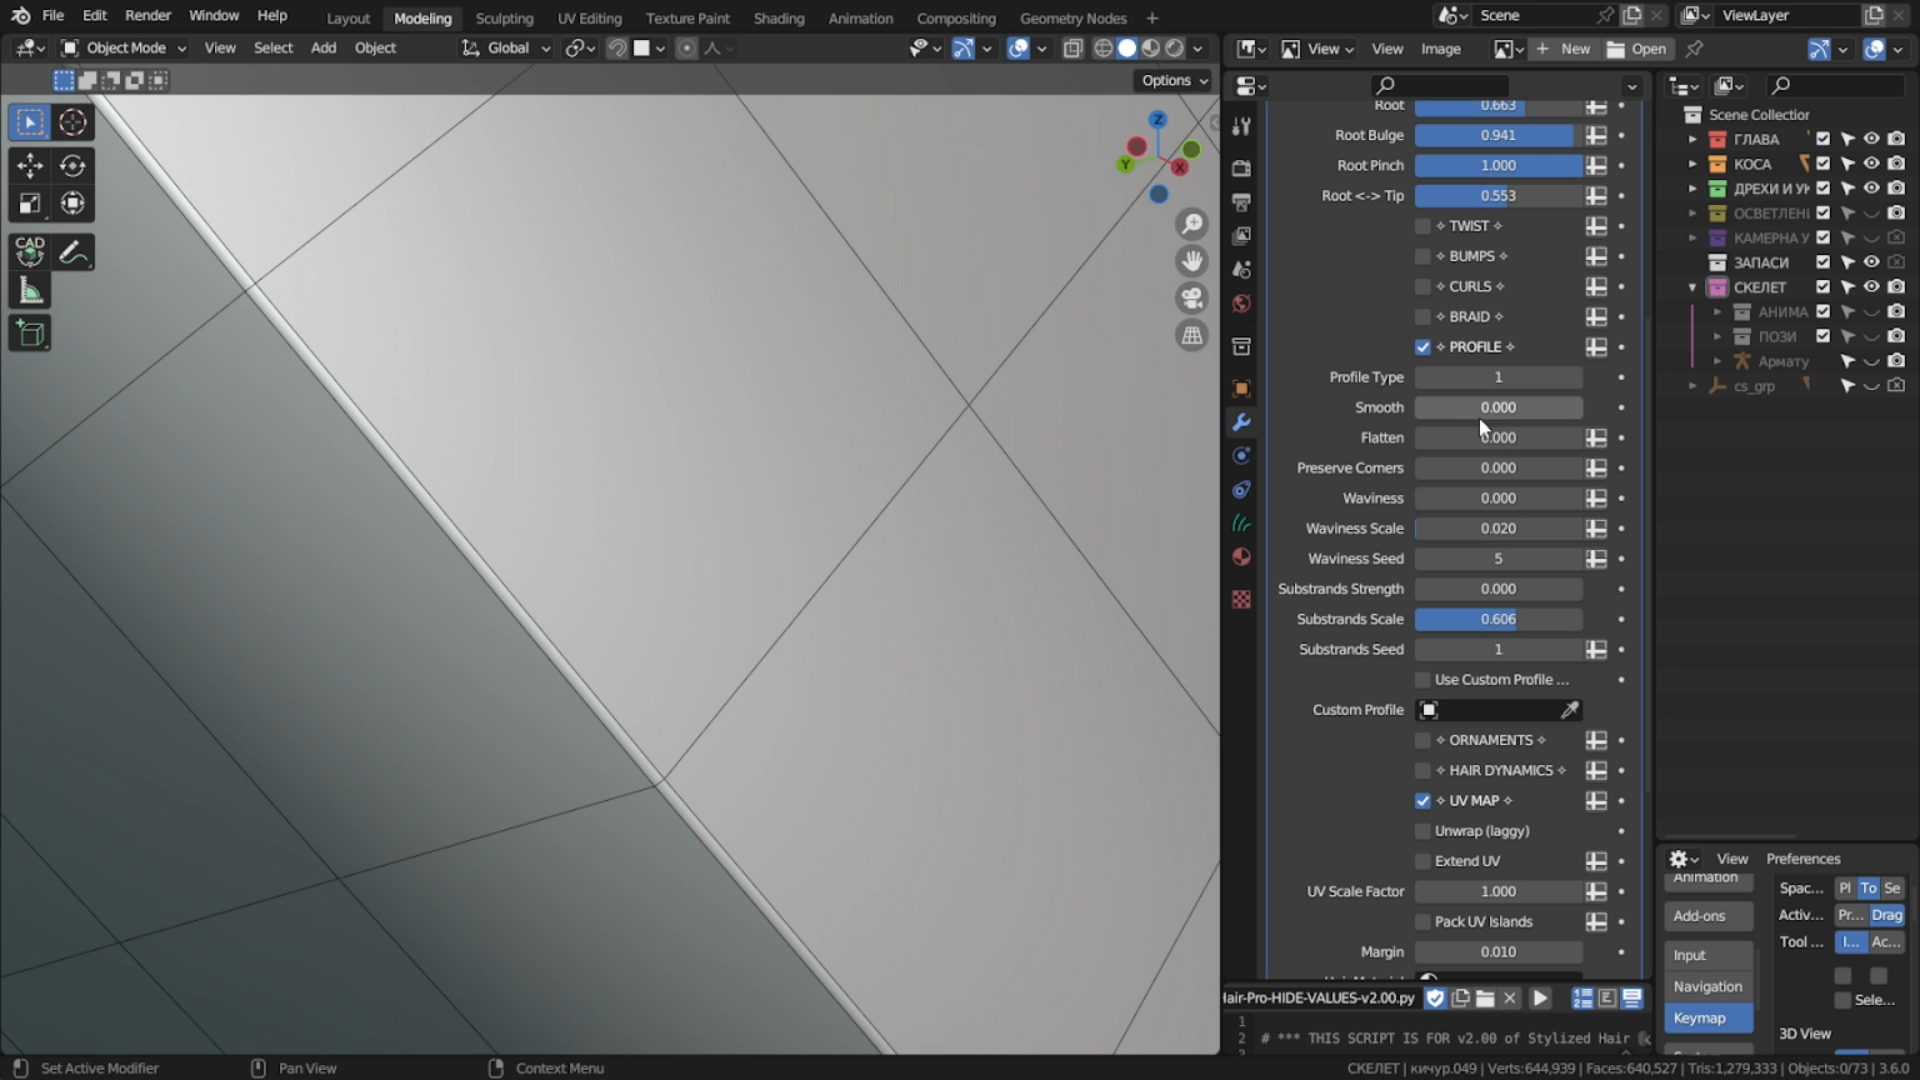 File Edit Render Window Help Layout Modeling Sculpting UV Editing Texture Paint Shading Animation Compositing Geometry Nodes + Scene ViewLayer
Object Mode View Select Add Object Global View View Image + New Open
Options
CAD
Z
Y
X
Root 0.663
Root Bulge 0.941
Root Pinch 1.000
Root <-> Tip 0.553
✧ TWIST ✧
✧ BUMPS ✧
✧ CURLS ✧
✧ BRAID ✧
✧ PROFILE ✧
Profile Type 1
Smooth 0.000
Flatten 0.000
Preserve Corners 0.000
Waviness 0.000
Waviness Scale 0.020
Waviness Seed 5
Substrands Strength 0.000
Substrands Scale 0.606
Substrands Seed 1
Use Custom Profile ...
Custom Profile
✧ ORNAMENTS ✧
✧ HAIR DYNAMICS ✧
✧ UV MAP ✧
Unwrap (laggy)
Extend UV
UV Scale Factor 1.000
Pack UV Islands
Margin 0.010
Hair-Pro-HIDE-VALUES-v2.00.py
1
2 # *** THIS SCRIPT IS FOR v2.00 of Stylized Hair
Scene Collection
ГЛАВА
КОСА
ДРЕХИ И УК
ОСВЕТЛЕНІ
КАМЕРНА У
ЗАПАСИ
СКЕЛЕТ
АНИМА
ПОЗИ
Армату
cs_grp
View Preferences
Animation
Add-ons
Input
Navigation
Keymap
Spac... Pl To Se
Activ... Pr... Drag
Tool ... I... Ac...
Sele...
3D View
Set Active Modifier Pan View Context Menu СКЕЛЕТ | кичур.049 | Verts:644,939 | Faces:640,527 | Tris:1,279,333 | Objects:0/73 | 3.6.0